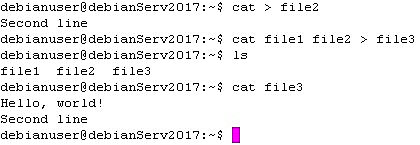 debianuser@debianServ2017:~$ cat > file2
Second line
debianuser@debianServ2017:~$ cat file1 file2 > file3
debianuser@debianServ2017:~$ ls
file1  file2  file3
debianuser@debianServ2017:~$ cat file3
Hello, world!
Second line
debianuser@debianServ2017:~$